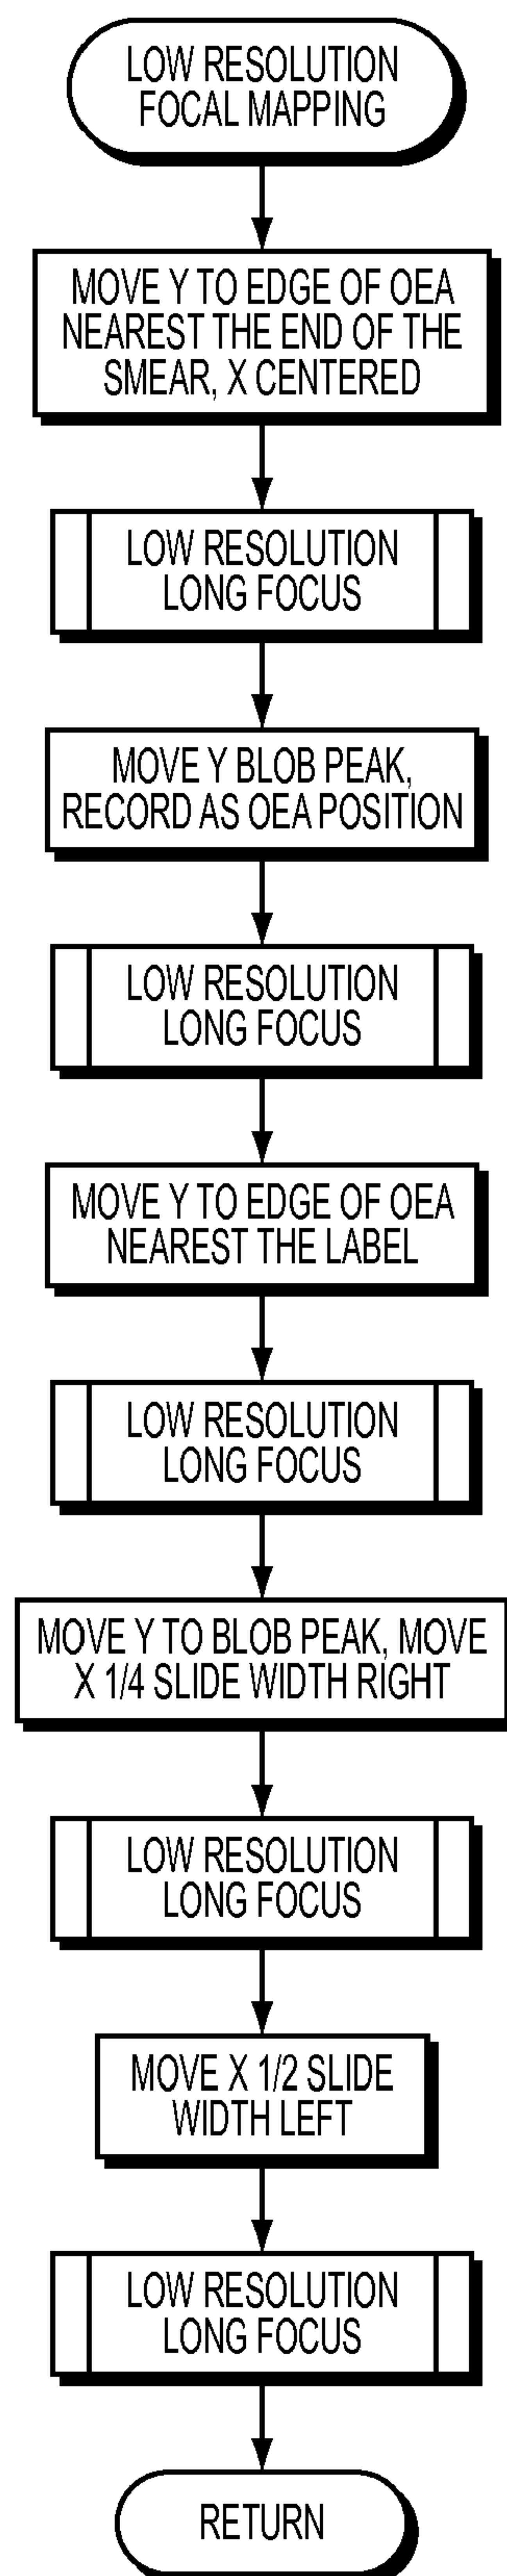 LOW RESOLUTION
FOCAL MAPPING
MOVE Y TO EDGE OF OEA
NEAREST THE END OF THE
SMEAR, X CENTERED
LOW RESOLUTION
LONG FOCUS
MOVE Y BLOB PEAK,
RECORD AS OEA POSITION
LOW RESOLUTION
LONG FOCUS
MOVE Y TO EDGE OF OEA
NEAREST THE LABEL
LOW RESOLUTION
LONG FOCUS
MOVE Y TO BLOB PEAK, MOVE
X 1/4 SLIDE WIDTH RIGHT
LOW RESOLUTION
LONG FOCUS
MOVE X 1/2 SLIDE
WIDTH LEFT
LOW RESOLUTION
LONG FOCUS
RETURN